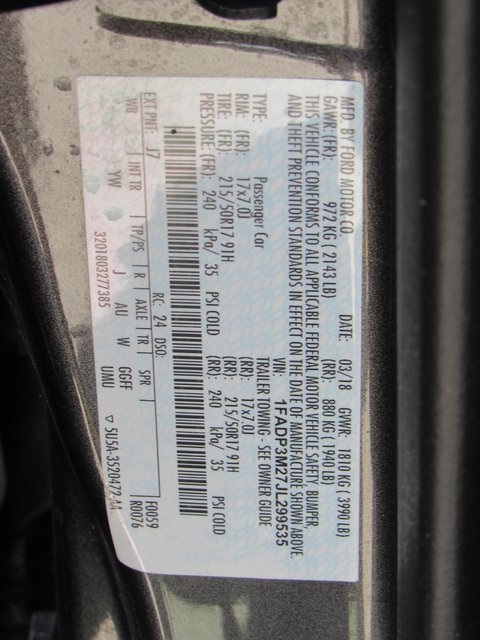 MFD. BY FORD MOTOR CO.
DATE: 03/18 GVWR: 1810 KG ( 3990 LB)
GAWR: (FR): 972 KG ( 2143 LB) (RR): 880 KG ( 1940 LB)
THIS VEHICLE CONFORMS TO ALL APPLICABLE FEDERAL MOTOR VEHICLE SAFETY, BUMPER,
AND THEFT PREVENTION STANDARDS IN EFFECT ON THE DATE OF MANUFACTURE SHOWN ABOVE.
VIN: 1FADP3M27JL299535
TYPE: Passenger Car TRAILER TOWING - SEE OWNER GUIDE
RIM: (FR): 17x7.0 (RR): 17x7.0
TIRE: (FR): 215/50R17 91H (RR): 215/50R17 91H
PRESSURE:(FR): 240 kPa/ 35 PSI COLD (RR): 240 kPa/ 35 PSI COLD
EXT PNT: J7 RC: 24 DSO: F0059
R0076
WB INT TR TP/PS R AXLE TR SPR
YW J AU W GGFF
UMU
3201803277385 5U5A-3520472-AA